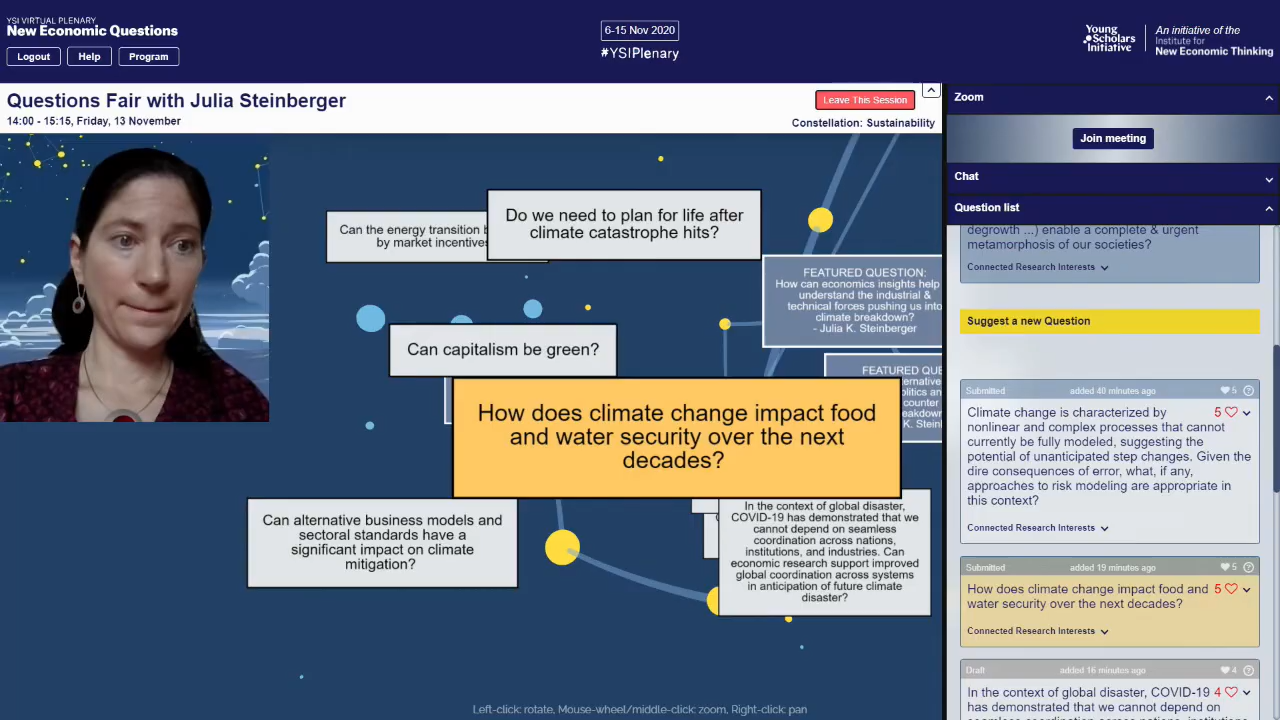 YSI VIRTUAL PLENARY
New Economic Questions
Logout
Help
Program
6-15 Nov 2020
#YSIPlenary
Young
Scholars
Initiative
An initiative of the
Institute for
New Economic Thinking
Questions Fair with Julia Steinberger
14:00 - 15:15, Friday, 13 November
Leave This Session
Constellation: Sustainability
Can the energy transition
by market incentives
Do we need to plan for life after
climate catastrophe hits?
FEATURED QUESTION:
How can economics insights help
understand the industrial &
technical forces pushing us into
climate breakdown?
- Julia K. Steinberger
Can capitalism be green?
FEATURED QUE
ernative
olitics an
counter
eakdown
K. Stein
How does climate change impact food
and water security over the next
decades?
Can alternative business models and
sectoral standards have a
significant impact on climate
mitigation?
In the context of global disaster,
COVID-19 has demonstrated that we
cannot depend on seamless
coordination across nations,
institutions, and industries. Can
economic research support improved
global coordination across systems
in anticipation of future climate
disaster?
Left-click: rotate, Mouse-wheel/middle-click: zoom, Right-click: pan
Zoom
Join meeting
Chat
Question list
degrowth ...) enable a complete & urgent
metamorphosis of our societies?
Connected Research Interests
Suggest a new Question
Submitted added 40 minutes ago 5
Climate change is characterized by 5
nonlinear and complex processes that cannot
currently be fully modeled, suggesting the
potential of unanticipated step changes. Given the
dire consequences of error, what, if any,
approaches to risk modeling are appropriate in
this context?
Connected Research Interests
Submitted added 19 minutes ago 5
How does climate change impact food and 5
water security over the next decades?
Connected Research Interests
Draft added 16 minutes ago 4
In the context of global disaster, COVID-19 4
has demonstrated that we cannot depend on
seamless coordination across nations, institutions